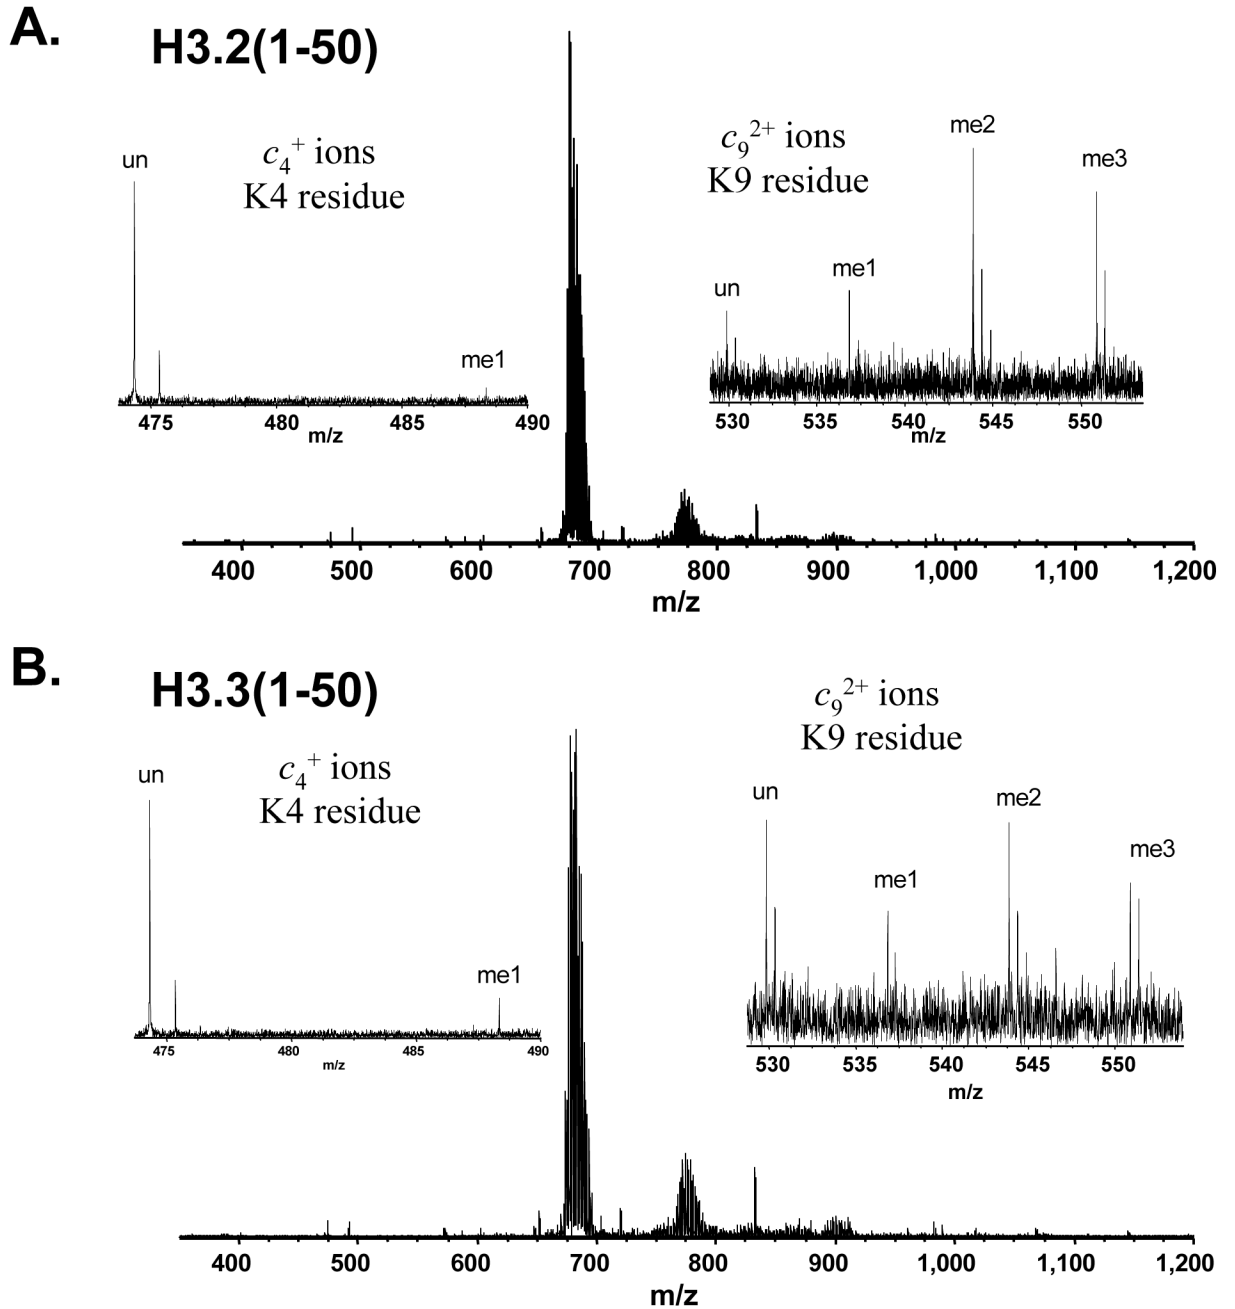 A.
H3.2(1-50)
un
c₄⁺ ions
K4 residue
me1
475 480 485 490
m/z
c₉²⁺ ions
K9 residue
un
me1
me2
me3
530 535 540 545 550
m/z
400 500 600 700 800 900 1,000 1,100 1,200
m/z
B.
H3.3(1-50)
un
c₄⁺ ions
K4 residue
me1
475 480 485 490
m/z
c₉²⁺ ions
K9 residue
un
me1
me2
me3
530 535 540 545 550
m/z
400 500 600 700 800 900 1,000 1,100 1,200
m/z